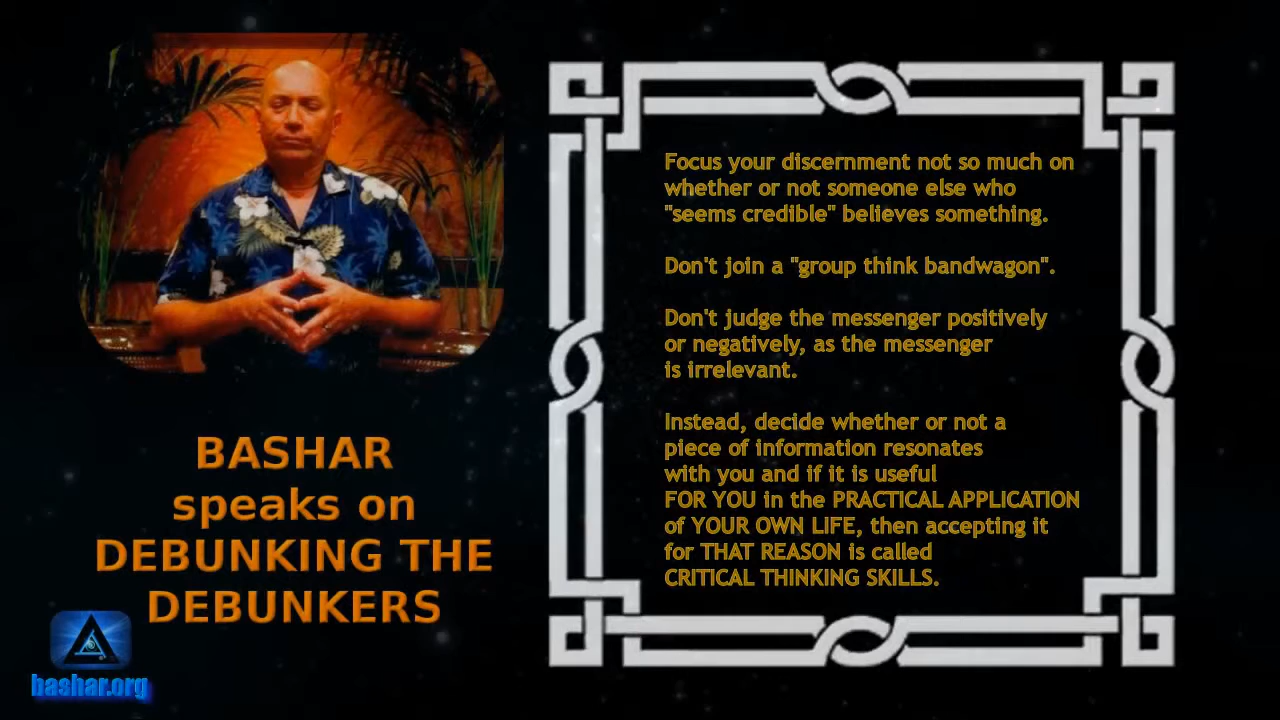 BASHAR
speaks on
DEBUNKING THE
DEBUNKERS
bashar.org
Focus your discernment not so much on
whether or not someone else who
"seems credible" believes something.
Don't join a "group think bandwagon".
Don't judge the messenger positively
or negatively, as the messenger
is irrelevant.
Instead, decide whether or not a
piece of information resonates
with you and if it is useful
FOR YOU in the PRACTICAL APPLICATION
of YOUR OWN LIFE, then accepting it
for THAT REASON is called
CRITICAL THINKING SKILLS.